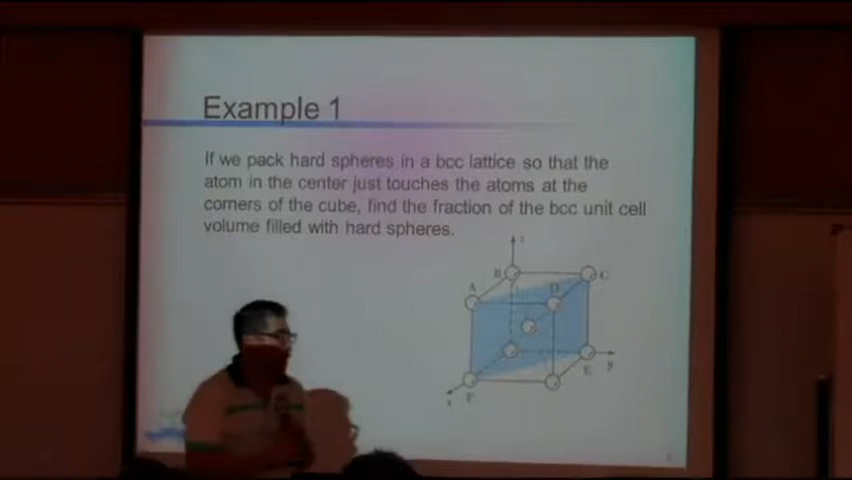 Example 1
If we pack hard spheres in a bcc lattice so that the
atom in the center just touches the atoms at the
corners of the cube, find the fraction of the bcc unit cell
volume filled with hard spheres.
z
B
C
A
D
E
y
x
F